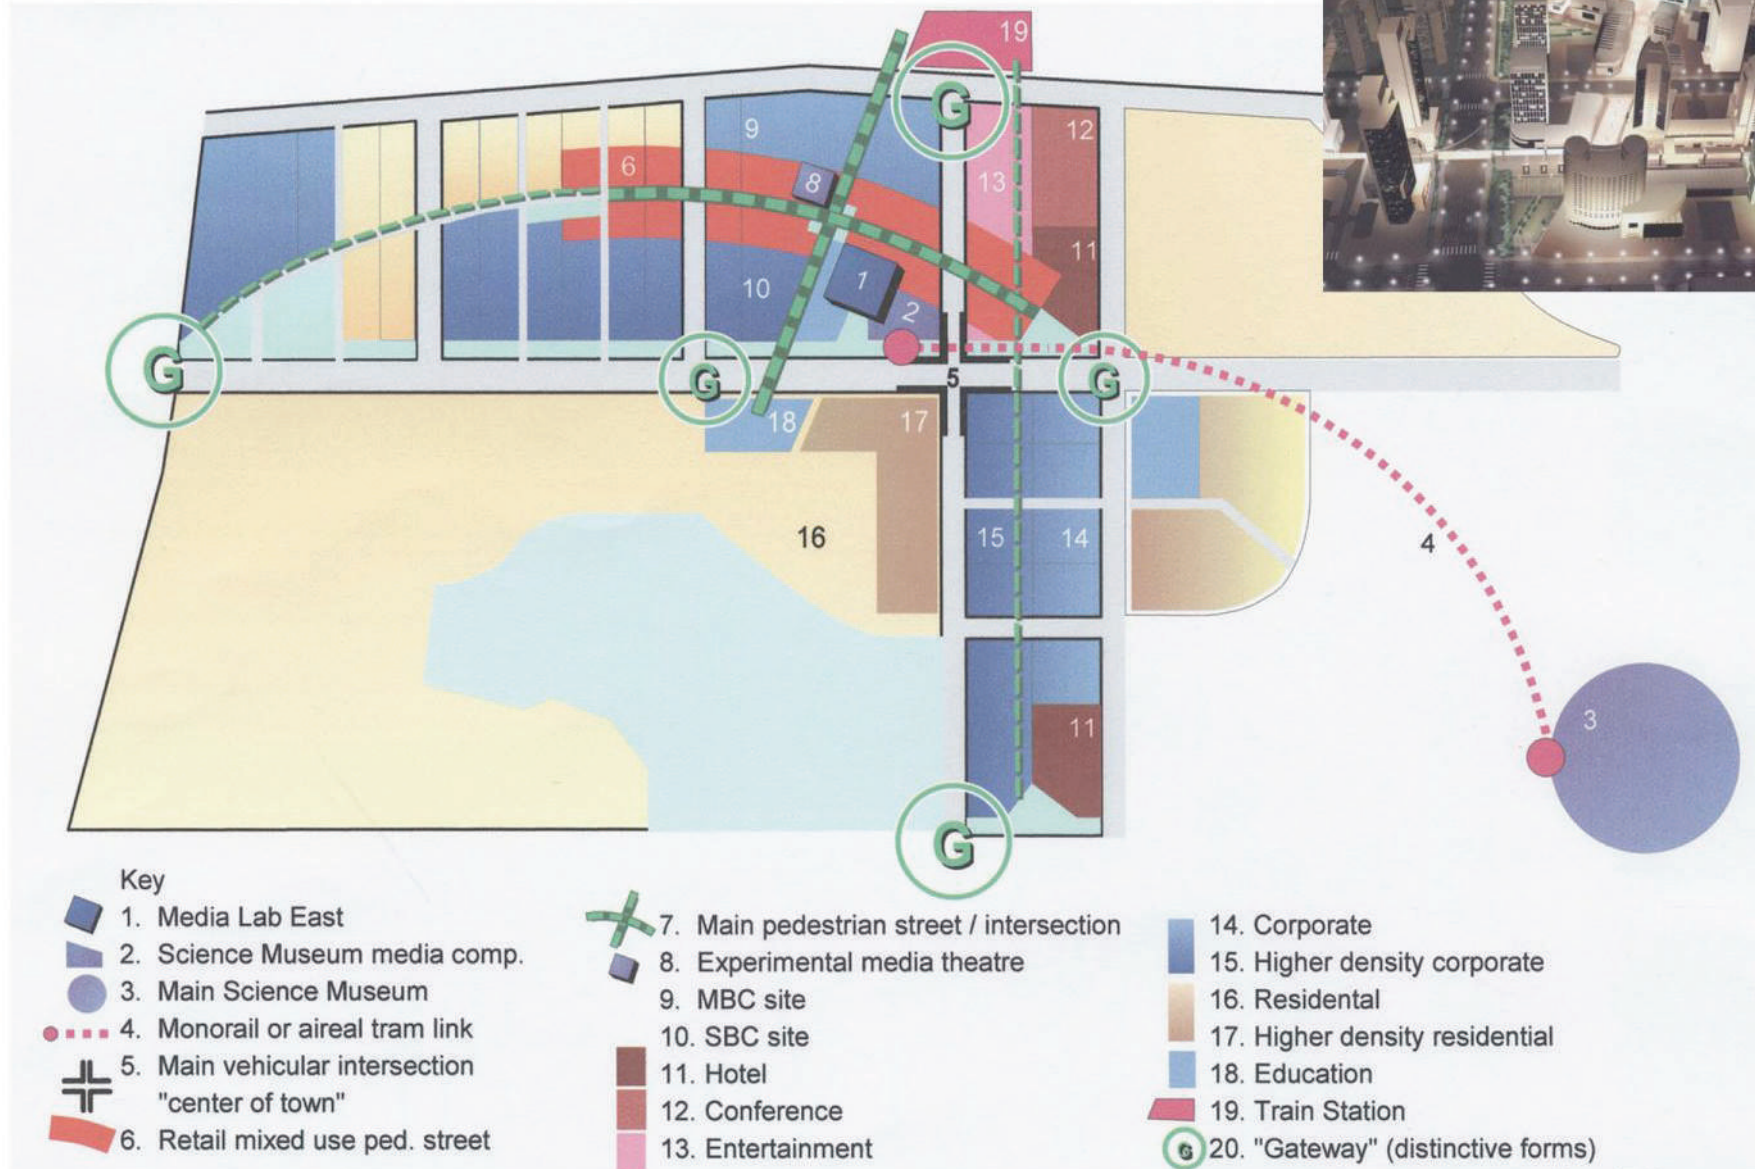 19
G
9
12
6
8
13
11
10
1
2
G
G
5
G
18
17
16
15
14
4
11
3
G
Key
1. Media Lab East
2. Science Museum media comp.
3. Main Science Museum
4. Monorail or aireal tram link
5. Main vehicular intersection
"center of town"
6. Retail mixed use ped. street
7. Main pedestrian street / intersection
8. Experimental media theatre
9. MBC site
10. SBC site
11. Hotel
12. Conference
13. Entertainment
14. Corporate
15. Higher density corporate
16. Residental
17. Higher density residential
18. Education
19. Train Station
G 20. "Gateway" (distinctive forms)